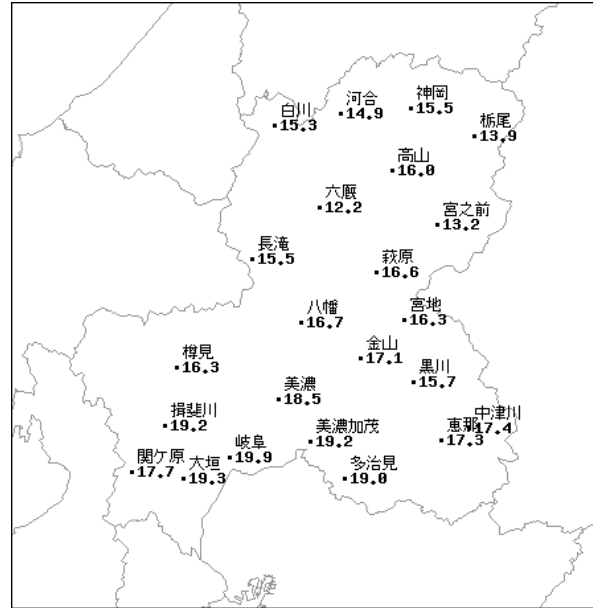 神岡
15.5
河合
14.9
白川
15.3
栃尾
13.9
高山
16.0
六厩
12.2
宮之前
13.2
長滝
15.5
萩原
16.6
宮地
16.3
八幡
16.7
金山
17.1
樽見
16.3
黒川
15.7
美濃
18.5
揖斐川
19.2
中津川
17.4
美濃加茂
19.2
恵那
17.3
岐阜
19.9
関ケ原
17.7
大垣
19.3
多治見
19.0